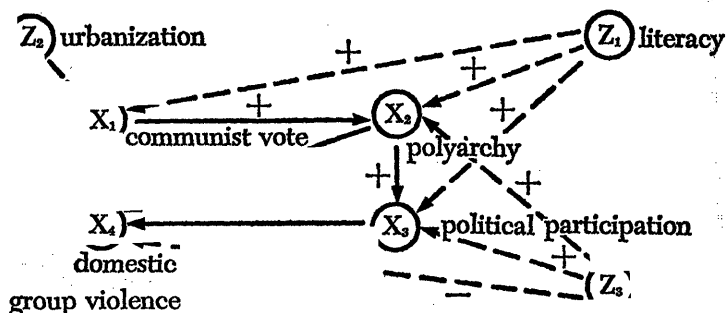 Z₂ urbanization
Z₁ literacy
+
+
+
+
X₁
X₂
communist vote
polyarchy
+
+
X₄
−
X₃
political participation
domestic
+
Z₃
−
group violence